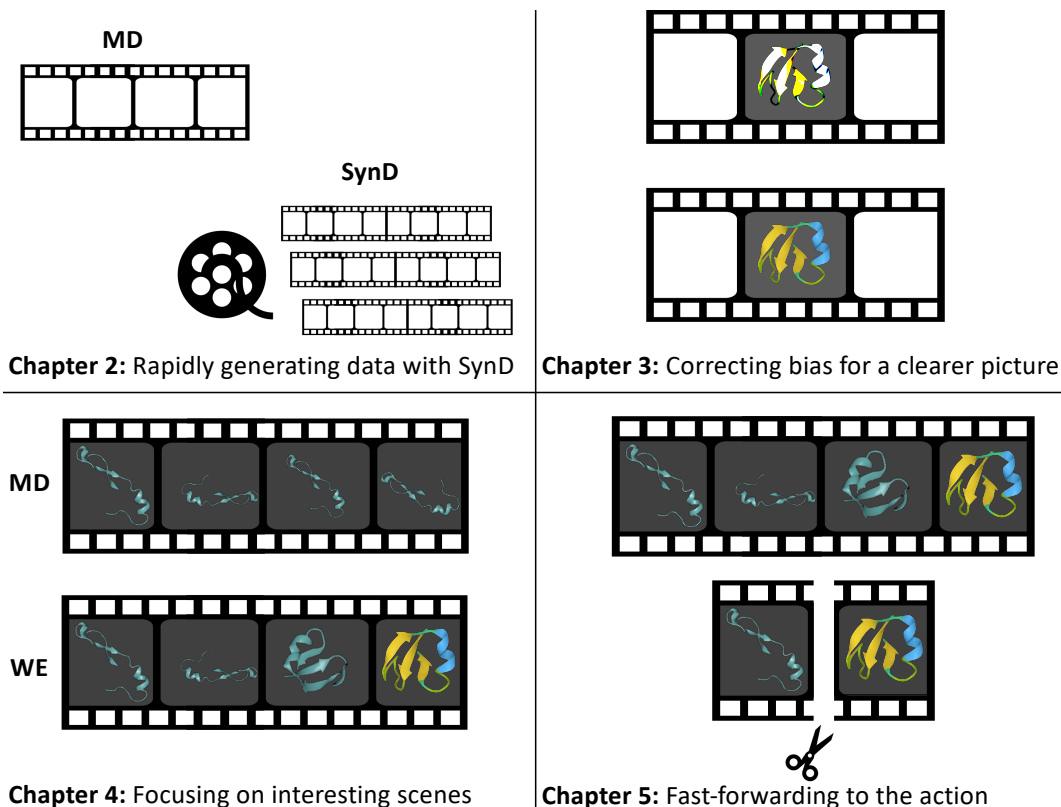 MD
SynD
Chapter 2: Rapidly generating data with SynD
Chapter 3: Correcting bias for a clearer picture
MD
WE
Chapter 4: Focusing on interesting scenes
Chapter 5: Fast-forwarding to the action